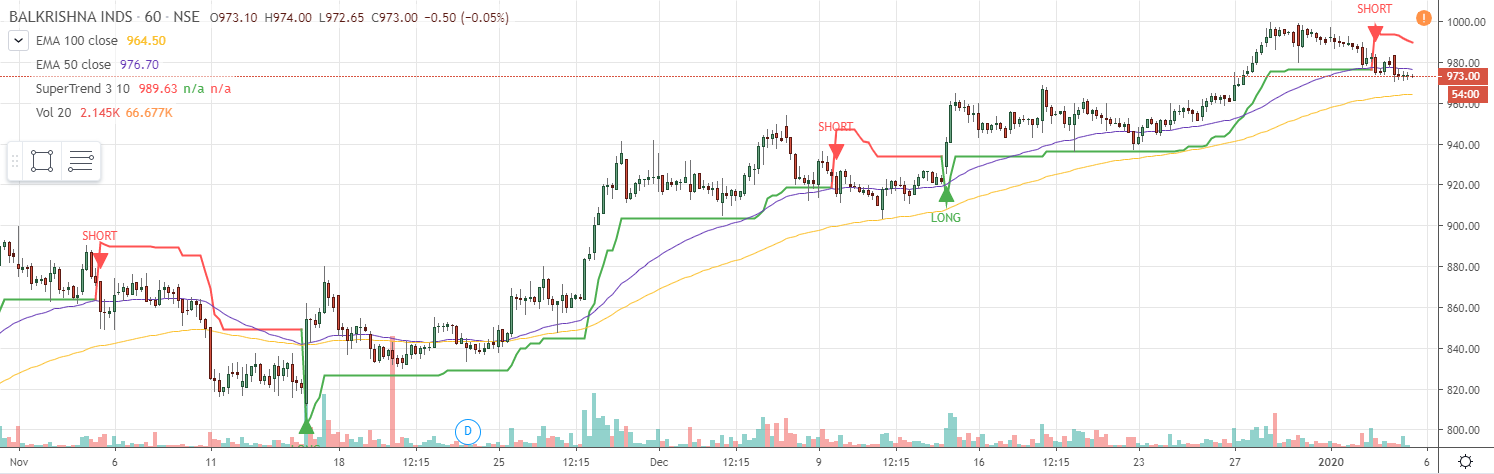 BALKRISHNA INDS · 60 · NSE O973.10 H974.00 L972.65 C973.00 −0.50 (−0.05%)
EMA 100 close 964.50
EMA 50 close 976.70
SuperTrend 3 10 989.63 n/a n/a
Vol 20 2.145K 66.677K
SHORT
SHORT
SHORT
LONG
D
1000.00
980.00
973.00
54:00
960.00
940.00
920.00
900.00
880.00
860.00
840.00
820.00
800.00
Nov 6 11 18 12:15 25 12:15 Dec 12:15 9 12:15 16 12:15 23 27 2020 6